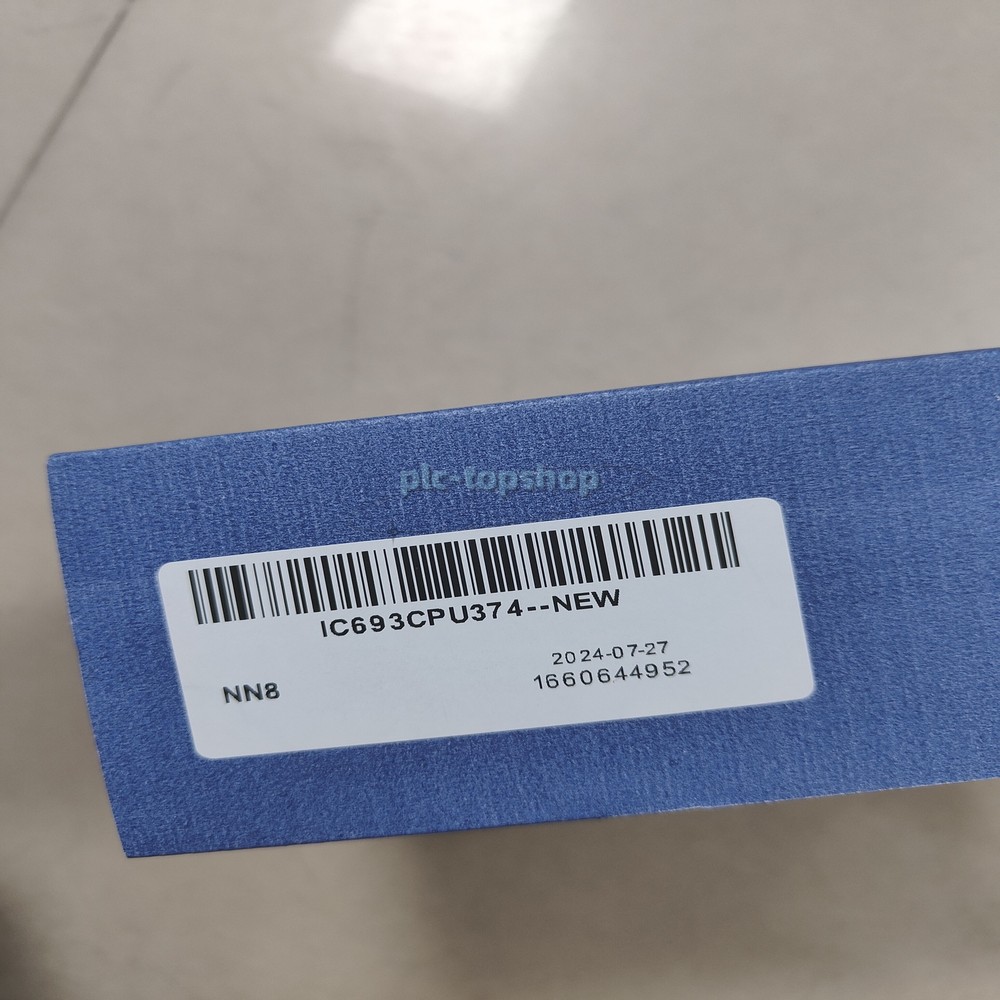 plc-topshop
IC693CPU374--NEW
2024-07-27
NN8
1660644952